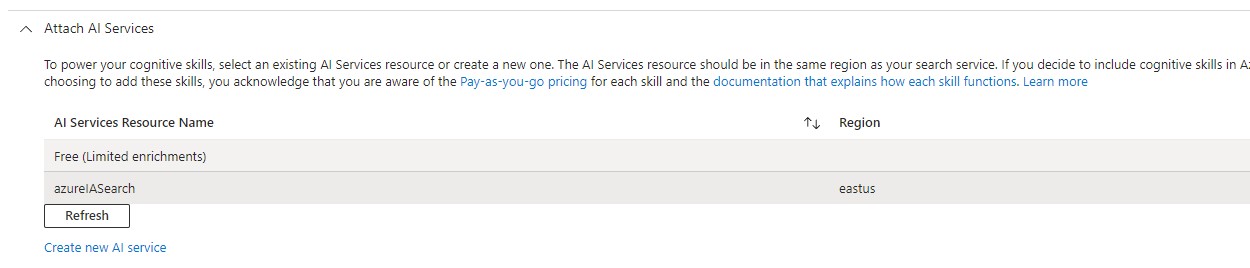 Attach AI Services
To power your cognitive skills, select an existing AI Services resource or create a new one. The AI Services resource should be in the same region as your search service. If you decide to include cognitive skills in
choosing to add these skills, you acknowledge that you are aware of the Pay-as-you-go pricing for each skill and the documentation that explains how each skill functions. Learn more
AI Services Resource Name ↑↓ Region
Free (Limited enrichments)
azureIASearch eastus
Refresh
Create new AI service